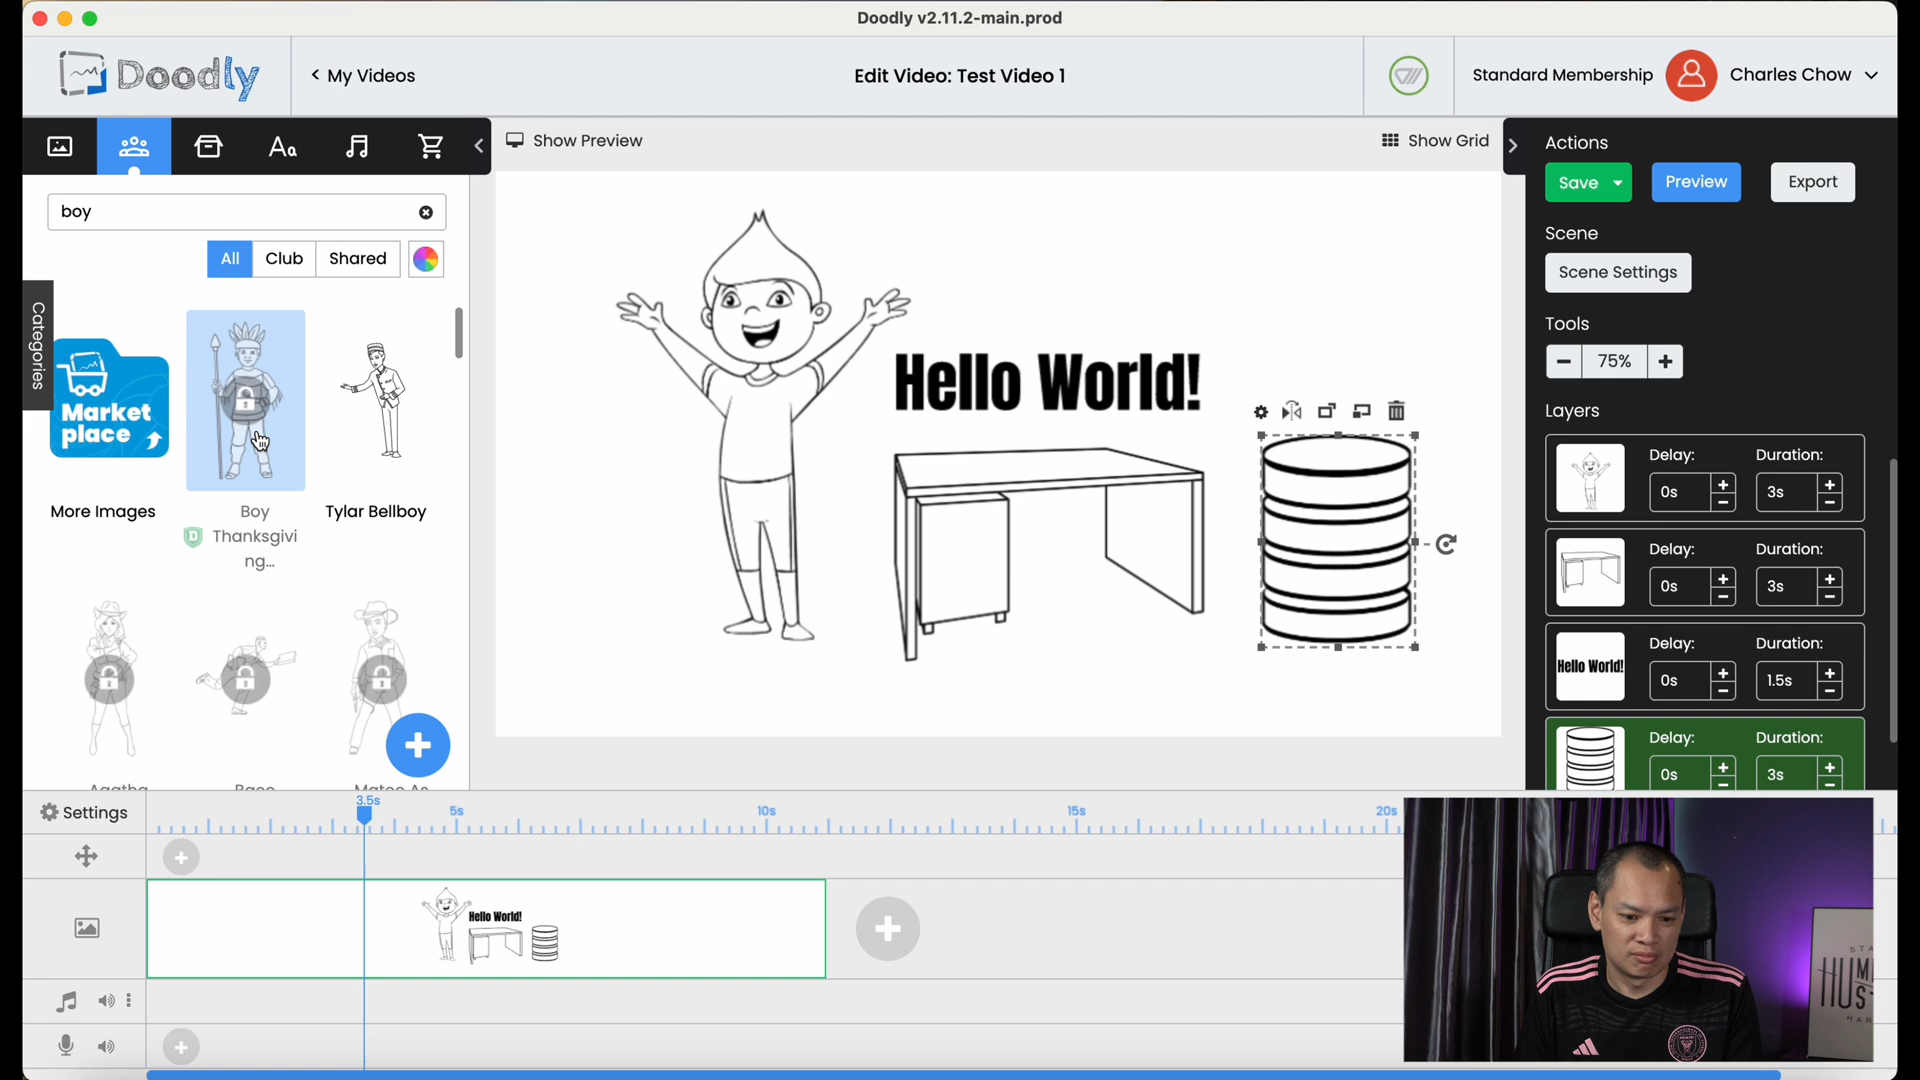 Doodly v2.11.2-main.prod
Doodly
< My Videos
Edit Video: Test Video 1
Standard Membership
Charles Chow
Aa
Show Preview
Show Grid
boy
All
Club
Shared
Categories
Market
place
More Images
Boy
Thanksgivi
ng...
Tylar Bellboy
Hello World!
Actions
Save
Preview
Export
Scene
Scene Settings
Tools
75%
Layers
Delay:
Duration:
0s
3s
Delay:
Duration:
0s
3s
Hello World!
Delay:
Duration:
0s
1.5s
Delay:
Duration:
0s
3s
Settings
3.5s
5s
10s
15s
20s
Hello World!